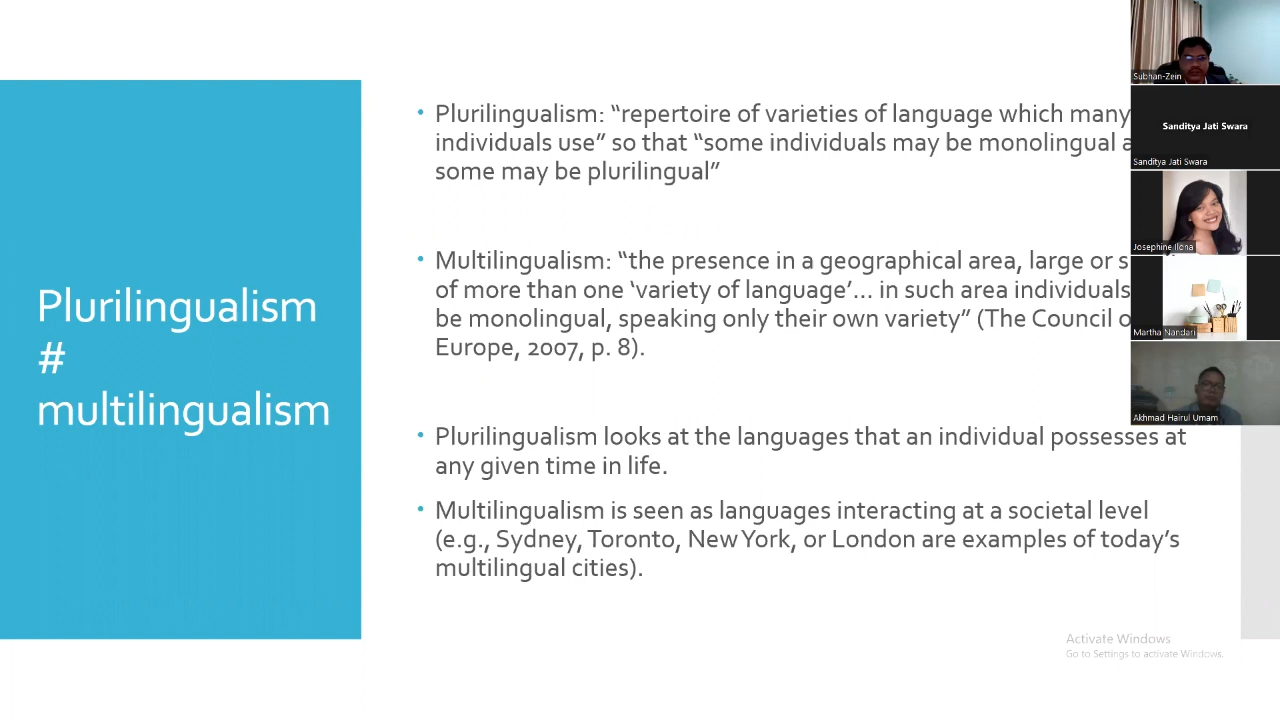 Plurilingualism
#
multilingualism
• Plurilingualism: “repertoire of varieties of language which many
individuals use” so that “some individuals may be monolingual
some may be plurilingual”
• Multilingualism: “the presence in a geographical area, large or
of more than one ‘variety of language’... in such area individuals
be monolingual, speaking only their own variety” (The Council
Europe, 2007, p. 8).
• Plurilingualism looks at the languages that an individual possesses at
any given time in life.
• Multilingualism is seen as languages interacting at a societal level
(e.g., Sydney, Toronto, New York, or London are examples of today’s
multilingual cities).
Subhan-Zein
Sanditya Jati Swara
Sanditya Jati Swara
Josephine Ilona
Martha Nandari
Akhmad Hairul Umam
Activate Windows
Go to Settings to activate Windows.